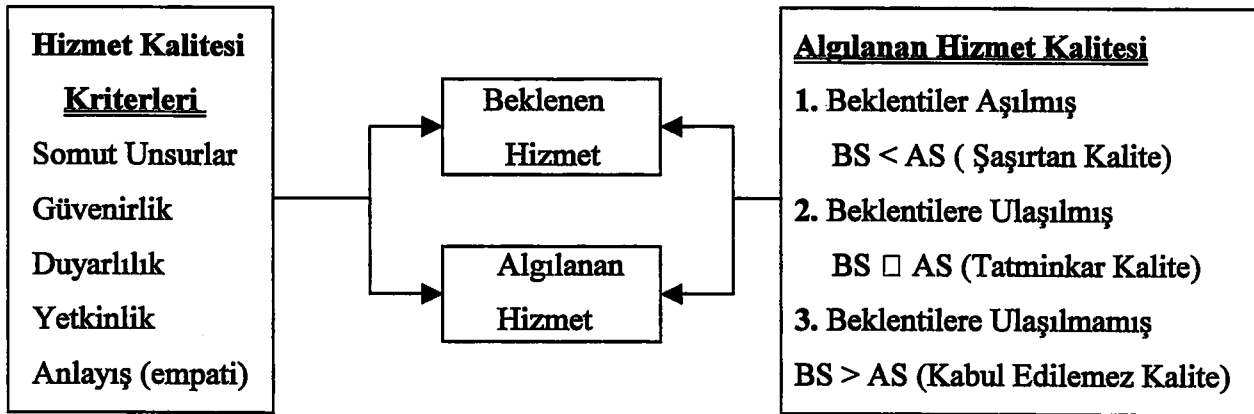 Hizmet Kalitesi
Kriterleri
Somut Unsurlar
Güvenirlik
Duyarlılık
Yetkinlik
Anlayış (empati)
Beklenen
Hizmet
Algılanan
Hizmet
Algılanan Hizmet Kalitesi
1. Beklentiler Aşılmış
BS < AS ( Şaşırtan Kalite)
2. Beklentilere Ulaşılmış
BS □ AS (Tatminkar Kalite)
3. Beklentilere Ulaşılmamış
BS > AS (Kabul Edilemez Kalite)